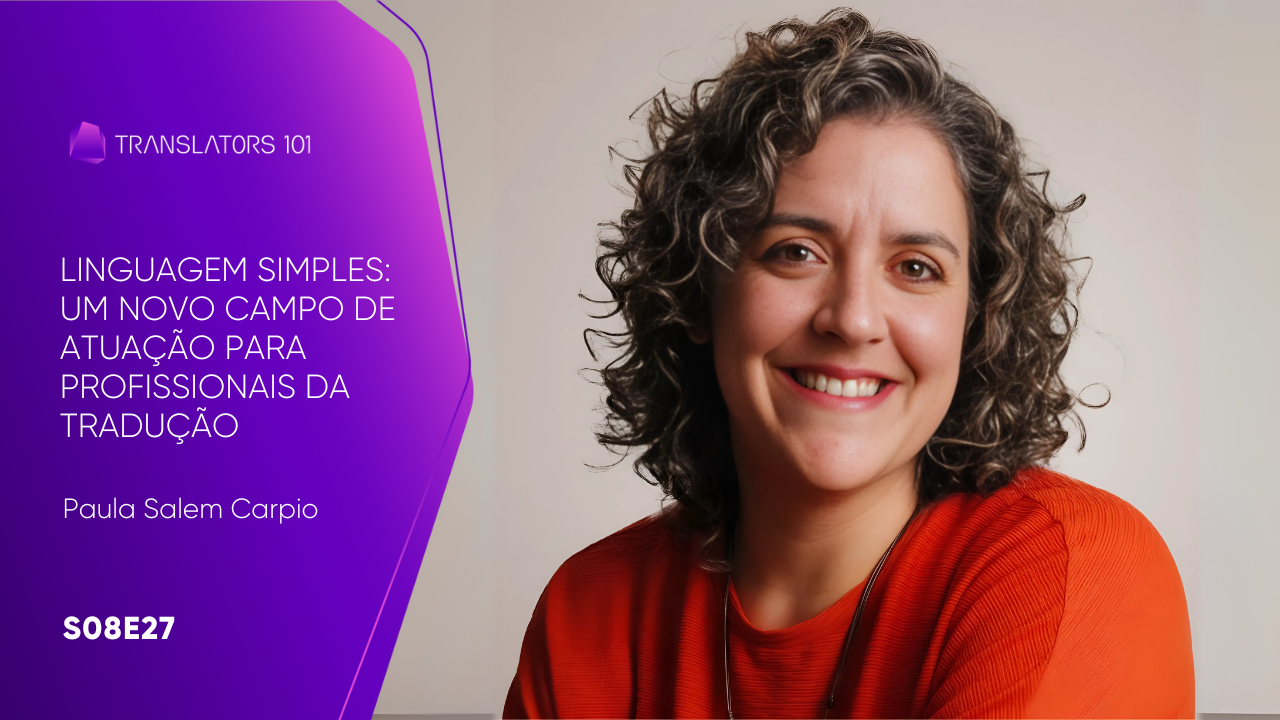 TRANSLATORS 101
LINGUAGEM SIMPLES:
UM NOVO CAMPO DE
ATUAÇÃO PARA
PROFISSIONAIS DA
TRADUÇÃO
Paula Salem Carpio
S08E27